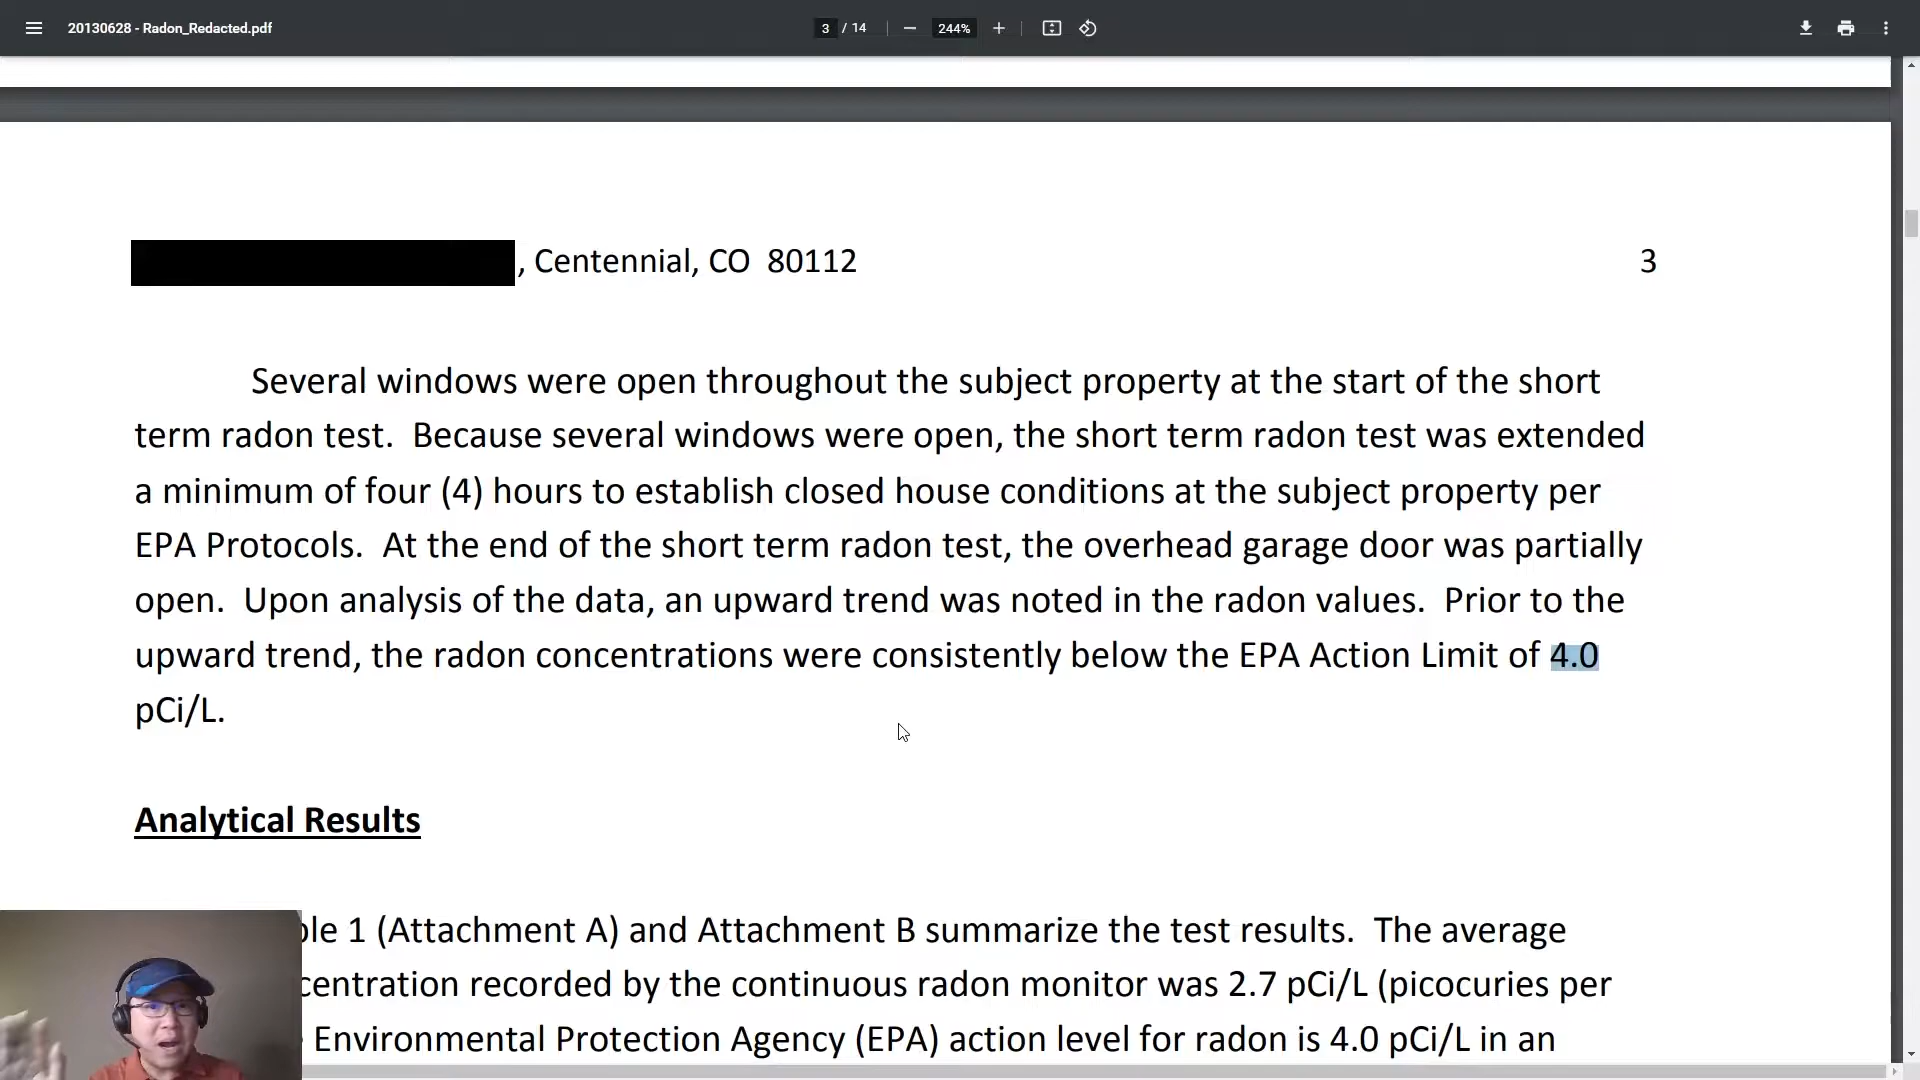 20130628 - Radon_Redacted.pdf
3 / 14
244%
, Centennial, CO 80112
3
Several windows were open throughout the subject property at the start of the short
term radon test. Because several windows were open, the short term radon test was extended
a minimum of four (4) hours to establish closed house conditions at the subject property per
EPA Protocols. At the end of the short term radon test, the overhead garage door was partially
open. Upon analysis of the data, an upward trend was noted in the radon values. Prior to the
upward trend, the radon concentrations were consistently below the EPA Action Limit of 4.0
pCi/L.
Analytical Results
1 (Attachment A) and Attachment B summarize the test results. The average
recorded by the continuous radon monitor was 2.7 pCi/L (picocuries per
Environmental Protection Agency (EPA) action level for radon is 4.0 pCi/L in an